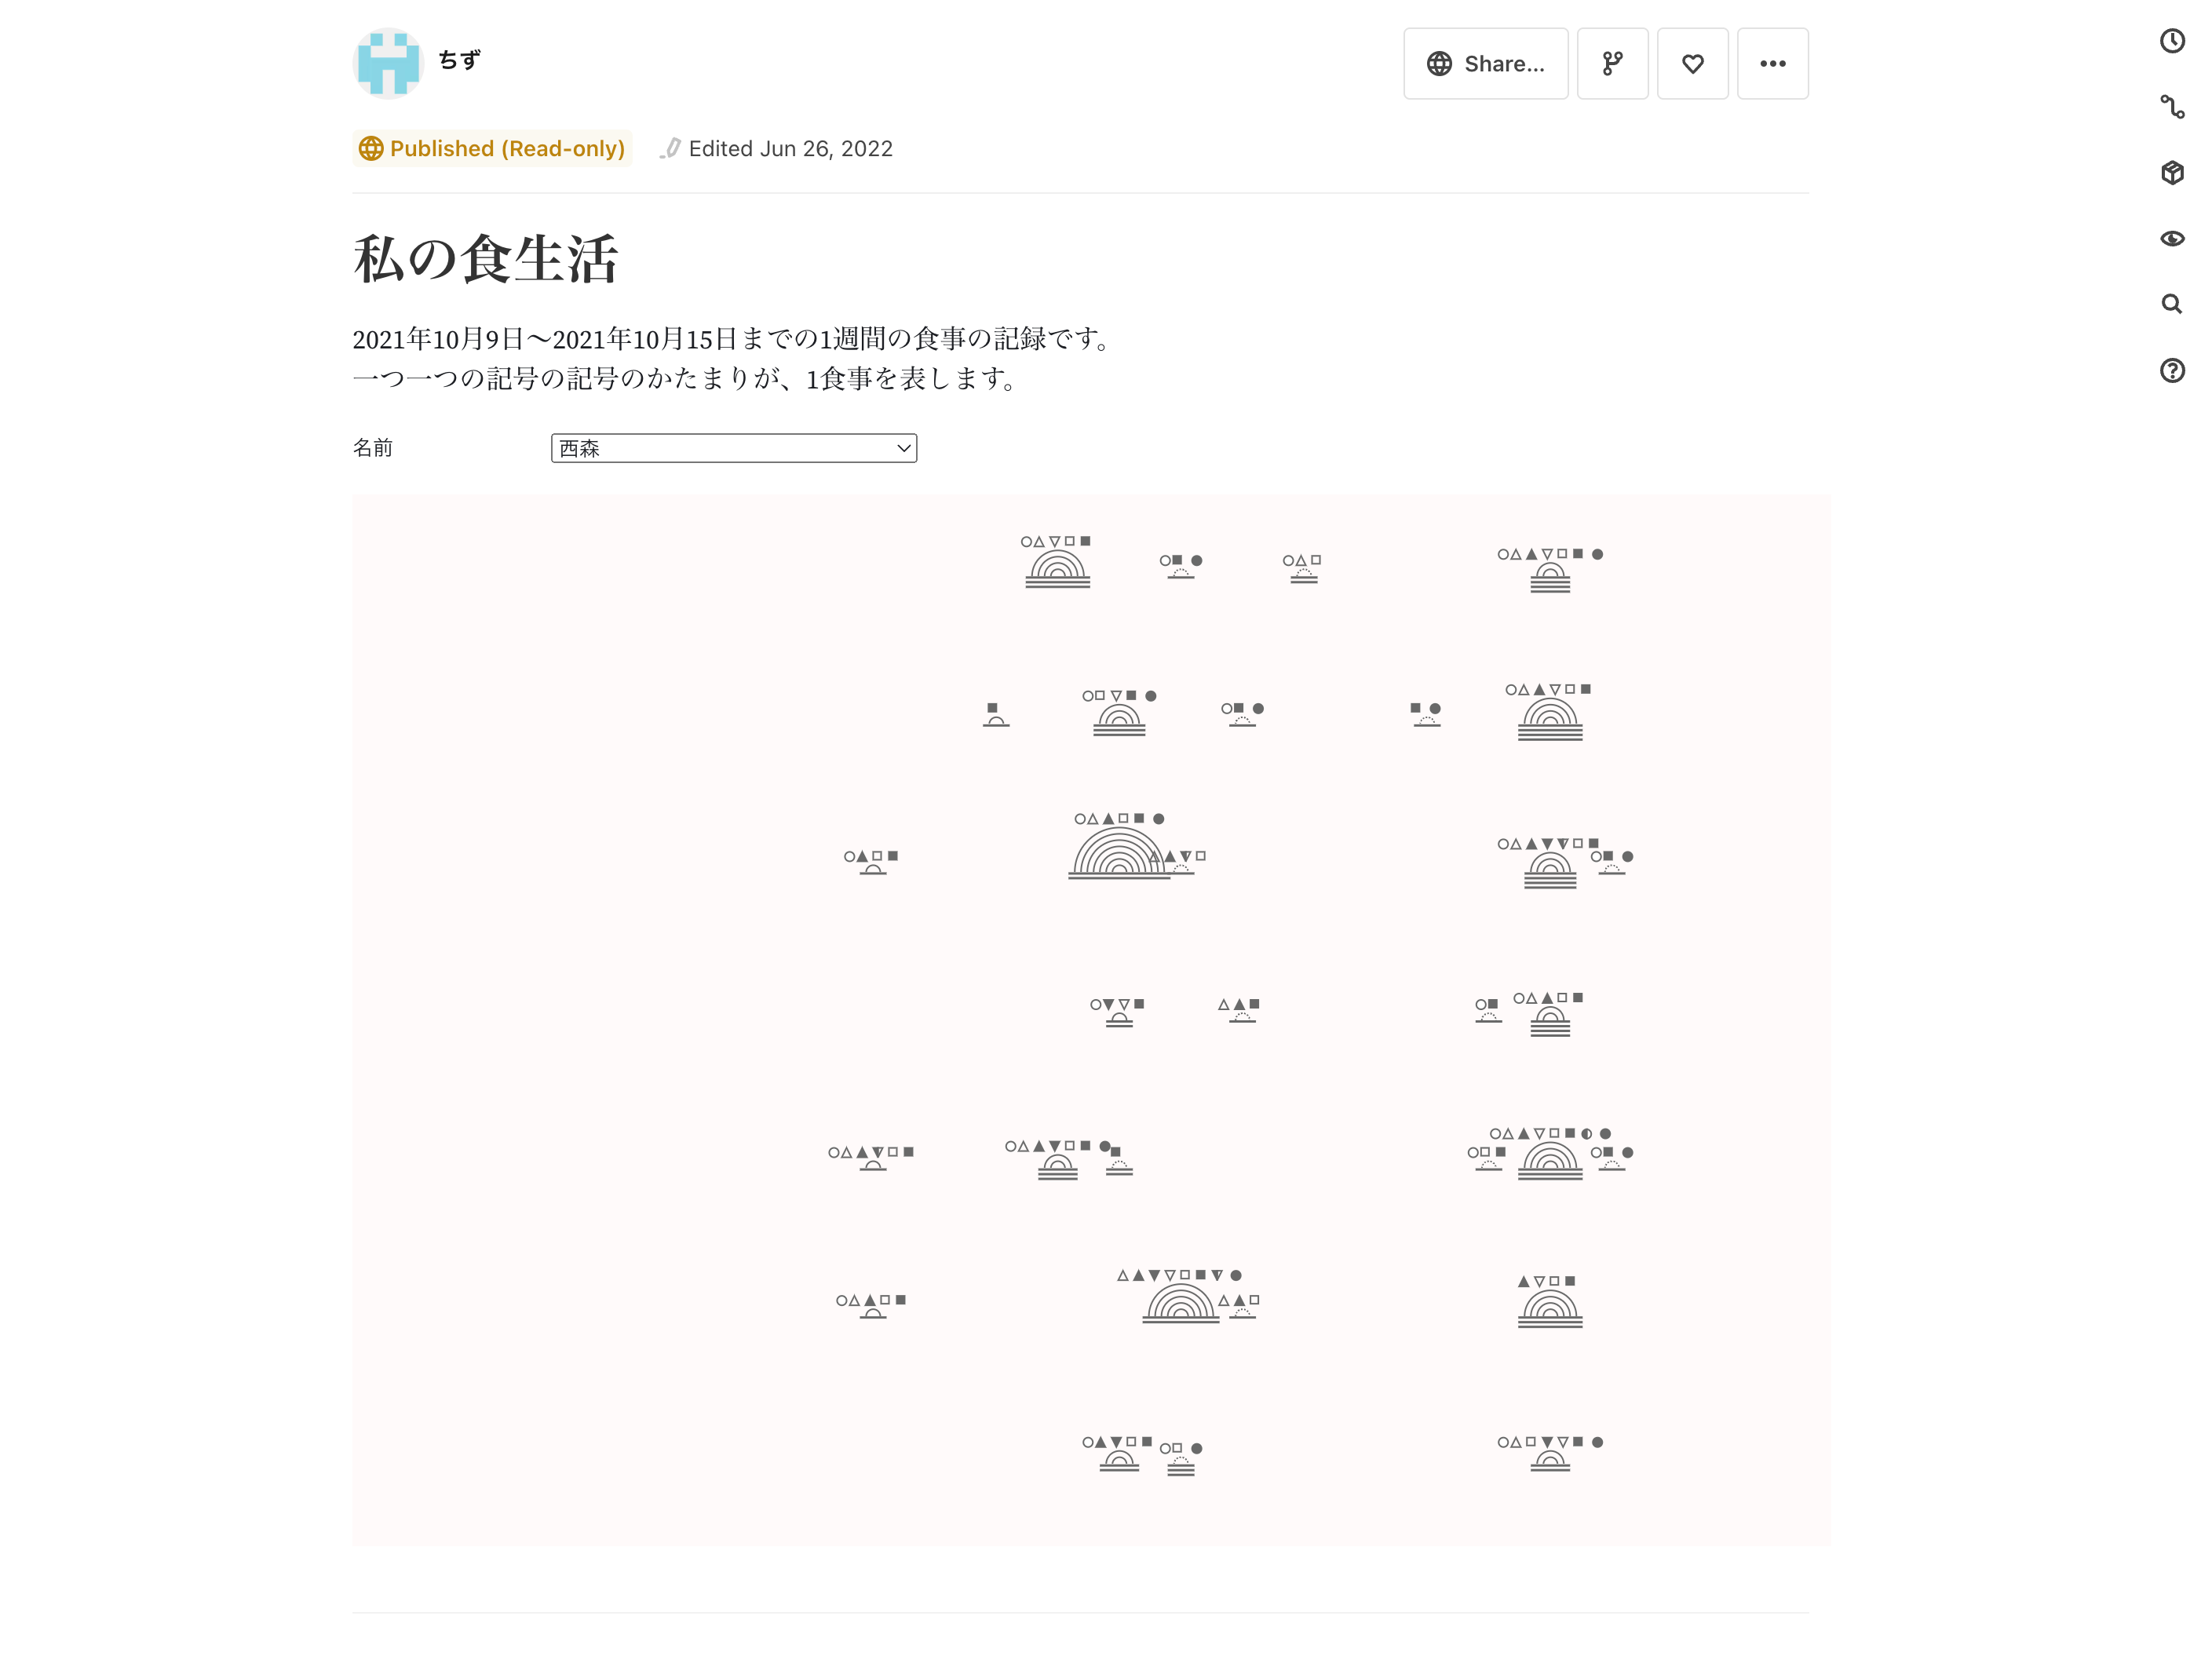 ちず
Share...
Published (Read-only)
Edited Jun 26, 2022
私の食生活
2021年10月9日〜2021年10月15日までの1週間の食事の記録です。
一つ一つの記号の記号のかたまりが、1食事を表します。
名前
西森